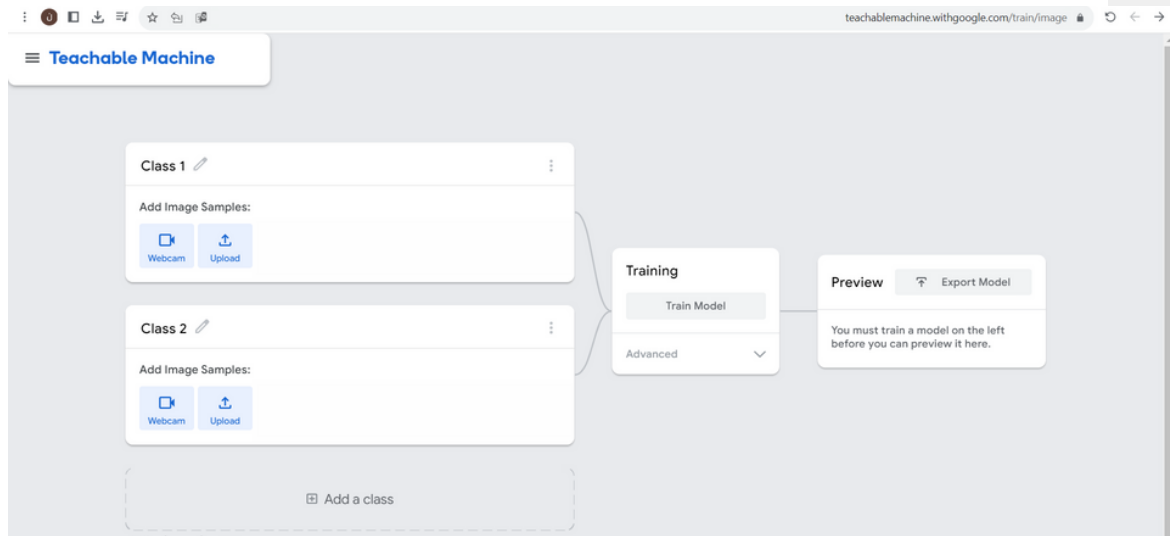 teachablemachine.withgoogle.com/train/image
Teachable Machine
Class 1
Add Image Samples:
Webcam Upload
Class 2
Add Image Samples:
Webcam Upload
Add a class
Training
Train Model
Advanced
Preview Export Model
You must train a model on the left
before you can preview it here.